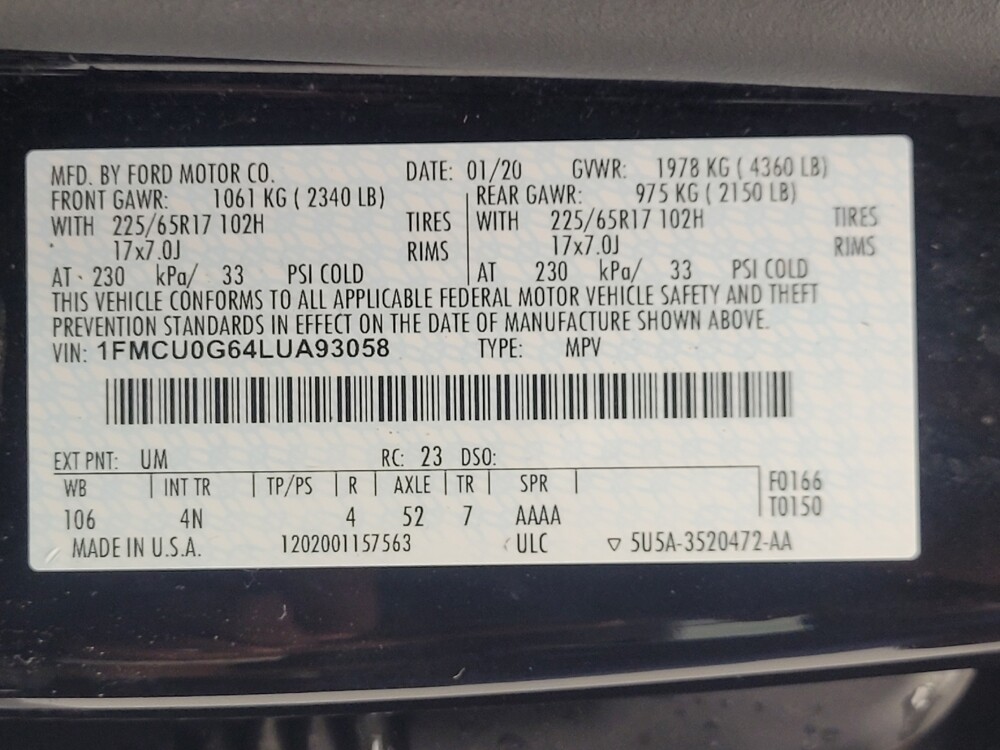 MFD. BY FORD MOTOR CO. DATE: 01/20 GVWR: 1978 KG ( 4360 LB)
FRONT GAWR: 1061 KG ( 2340 LB) REAR GAWR: 975 KG ( 2150 LB)
WITH 225/65R17 102H TIRES WITH 225/65R17 102H TIRES
17x7.0J RIMS 17x7.0J RIMS
AT 230 kPa/ 33 PSI COLD AT 230 kPa/ 33 PSI COLD
THIS VEHICLE CONFORMS TO ALL APPLICABLE FEDERAL MOTOR VEHICLE SAFETY AND THEFT
PREVENTION STANDARDS IN EFFECT ON THE DATE OF MANUFACTURE SHOWN ABOVE.
VIN: 1FMCU0G64LUA93058 TYPE: MPV
EXT PNT: UM RC: 23 DSO:
WB INT TR TP/PS R AXLE TR SPR F0166
106 4N 4 52 7 AAAA T0150
MADE IN U.S.A. 1202001157563 ULC ▽ 5U5A-3520472-AA